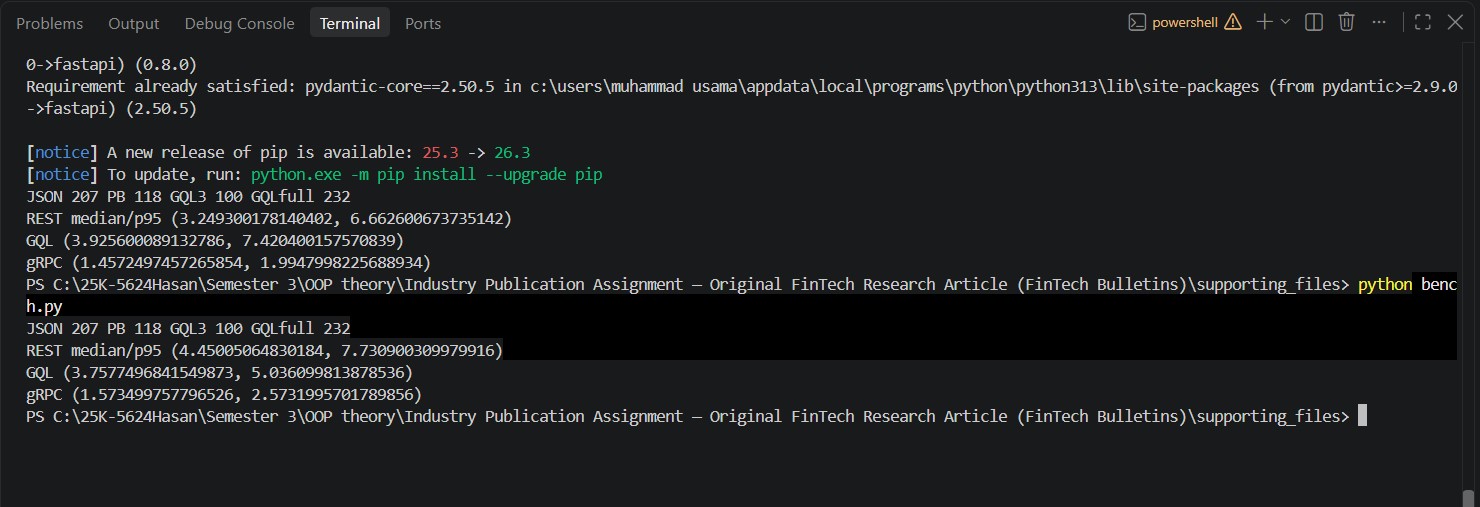 Problems Output Debug Console Terminal Ports powershell
0->fastapi) (0.8.0)
Requirement already satisfied: pydantic-core==2.50.5 in c:\users\muhammad usama\appdata\local\programs\python\python313\lib\site-packages (from pydantic>=2.9.0
->fastapi) (2.50.5)
[notice] A new release of pip is available: 25.3 -> 26.3
[notice] To update, run: python.exe -m pip install --upgrade pip
JSON 207 PB 118 GQL3 100 GQLfull 232
REST median/p95 (3.249300178140402, 6.662600673735142)
GQL (3.925600089132786, 7.420400157570839)
gRPC (1.4572497457265854, 1.9947998225688934)
PS C:\25K-5624Hasan\Semester 3\OOP theory\Industry Publication Assignment — Original FinTech Research Article (FinTech Bulletins)\supporting_files> python benc
h.py
JSON 207 PB 118 GQL3 100 GQLfull 232
REST median/p95 (4.45005064830184, 7.730900309979916)
GQL (3.7577496841549873, 5.036099813878536)
gRPC (1.573499757796526, 2.5731995701789856)
PS C:\25K-5624Hasan\Semester 3\OOP theory\Industry Publication Assignment — Original FinTech Research Article (FinTech Bulletins)\supporting_files>